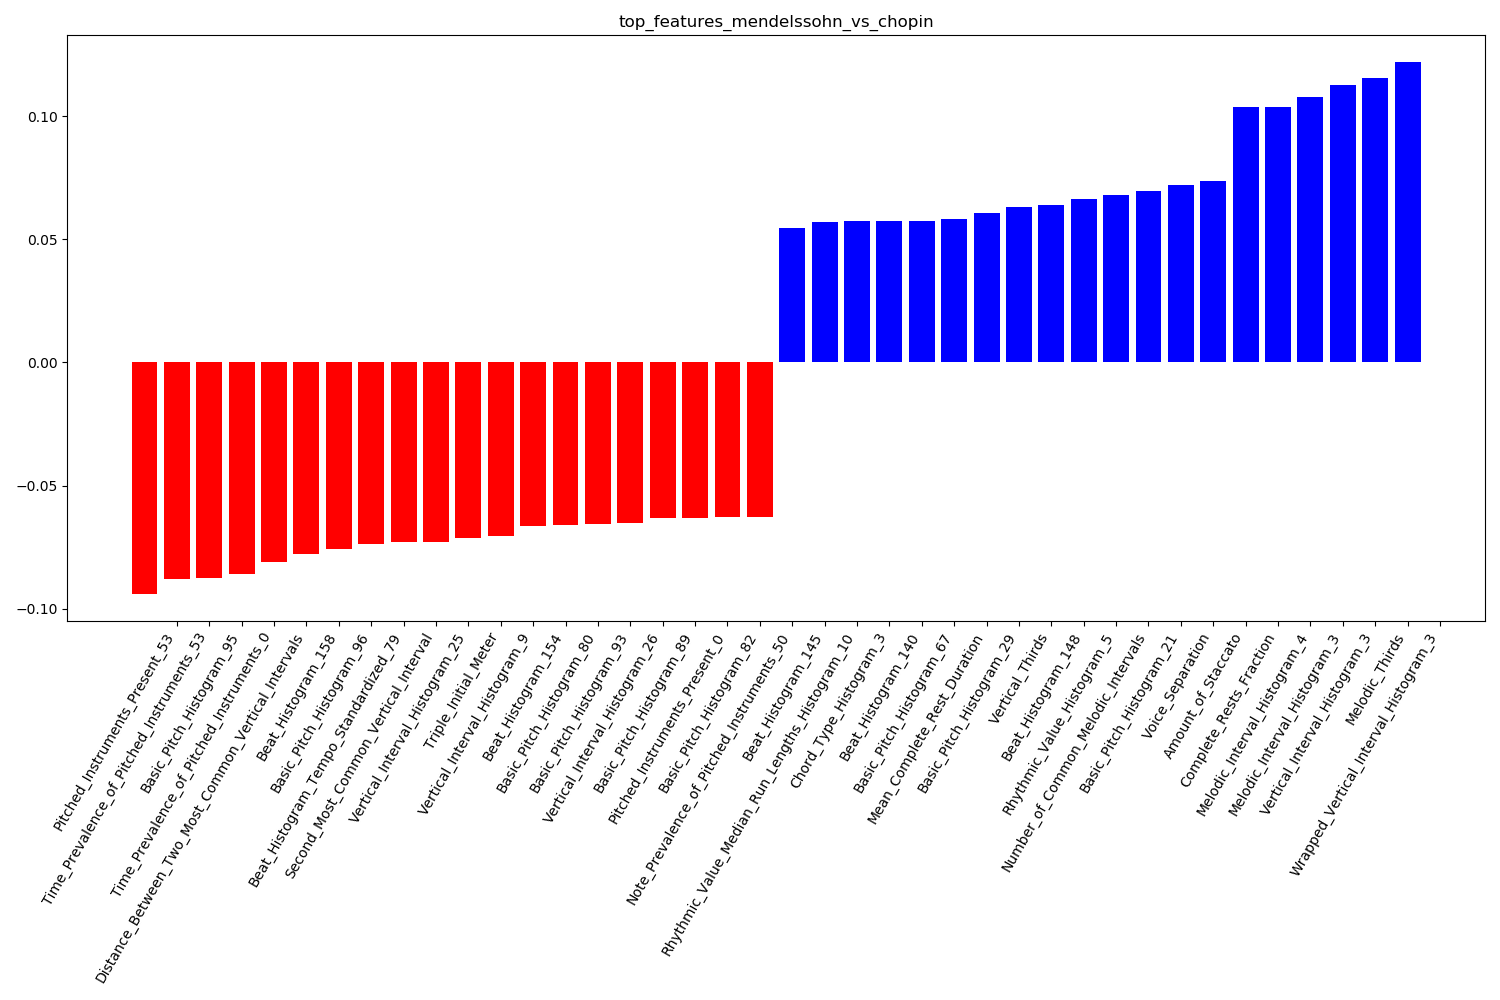 top_features_mendelssohn_vs_chopin
0.10
0.05
0.00
−0.05
−0.10
Pitched_Instruments_Present_53
Time_Prevalence_of_Pitched_Instruments_53
Basic_Pitch_Histogram_95
Time_Prevalence_of_Pitched_Instruments_0
Distance_Between_Two_Most_Common_Vertical_Intervals
Beat_Histogram_158
Basic_Pitch_Histogram_96
Beat_Histogram_Tempo_Standardized_79
Second_Most_Common_Vertical_Interval
Vertical_Interval_Histogram_25
Triple_Initial_Meter
Vertical_Interval_Histogram_9
Beat_Histogram_154
Basic_Pitch_Histogram_80
Basic_Pitch_Histogram_93
Vertical_Interval_Histogram_26
Basic_Pitch_Histogram_89
Pitched_Instruments_Present_0
Basic_Pitch_Histogram_82
Note_Prevalence_of_Pitched_Instruments_50
Beat_Histogram_145
Rhythmic_Value_Median_Run_Lengths_Histogram_10
Chord_Type_Histogram_3
Beat_Histogram_140
Basic_Pitch_Histogram_67
Mean_Complete_Rest_Duration
Basic_Pitch_Histogram_29
Vertical_Thirds
Beat_Histogram_148
Rhythmic_Value_Histogram_5
Number_of_Common_Melodic_Intervals
Basic_Pitch_Histogram_21
Voice_Separation
Amount_of_Staccato
Complete_Rests_Fraction
Melodic_Interval_Histogram_4
Melodic_Interval_Histogram_3
Vertical_Interval_Histogram_3
Melodic_Thirds
Wrapped_Vertical_Interval_Histogram_3